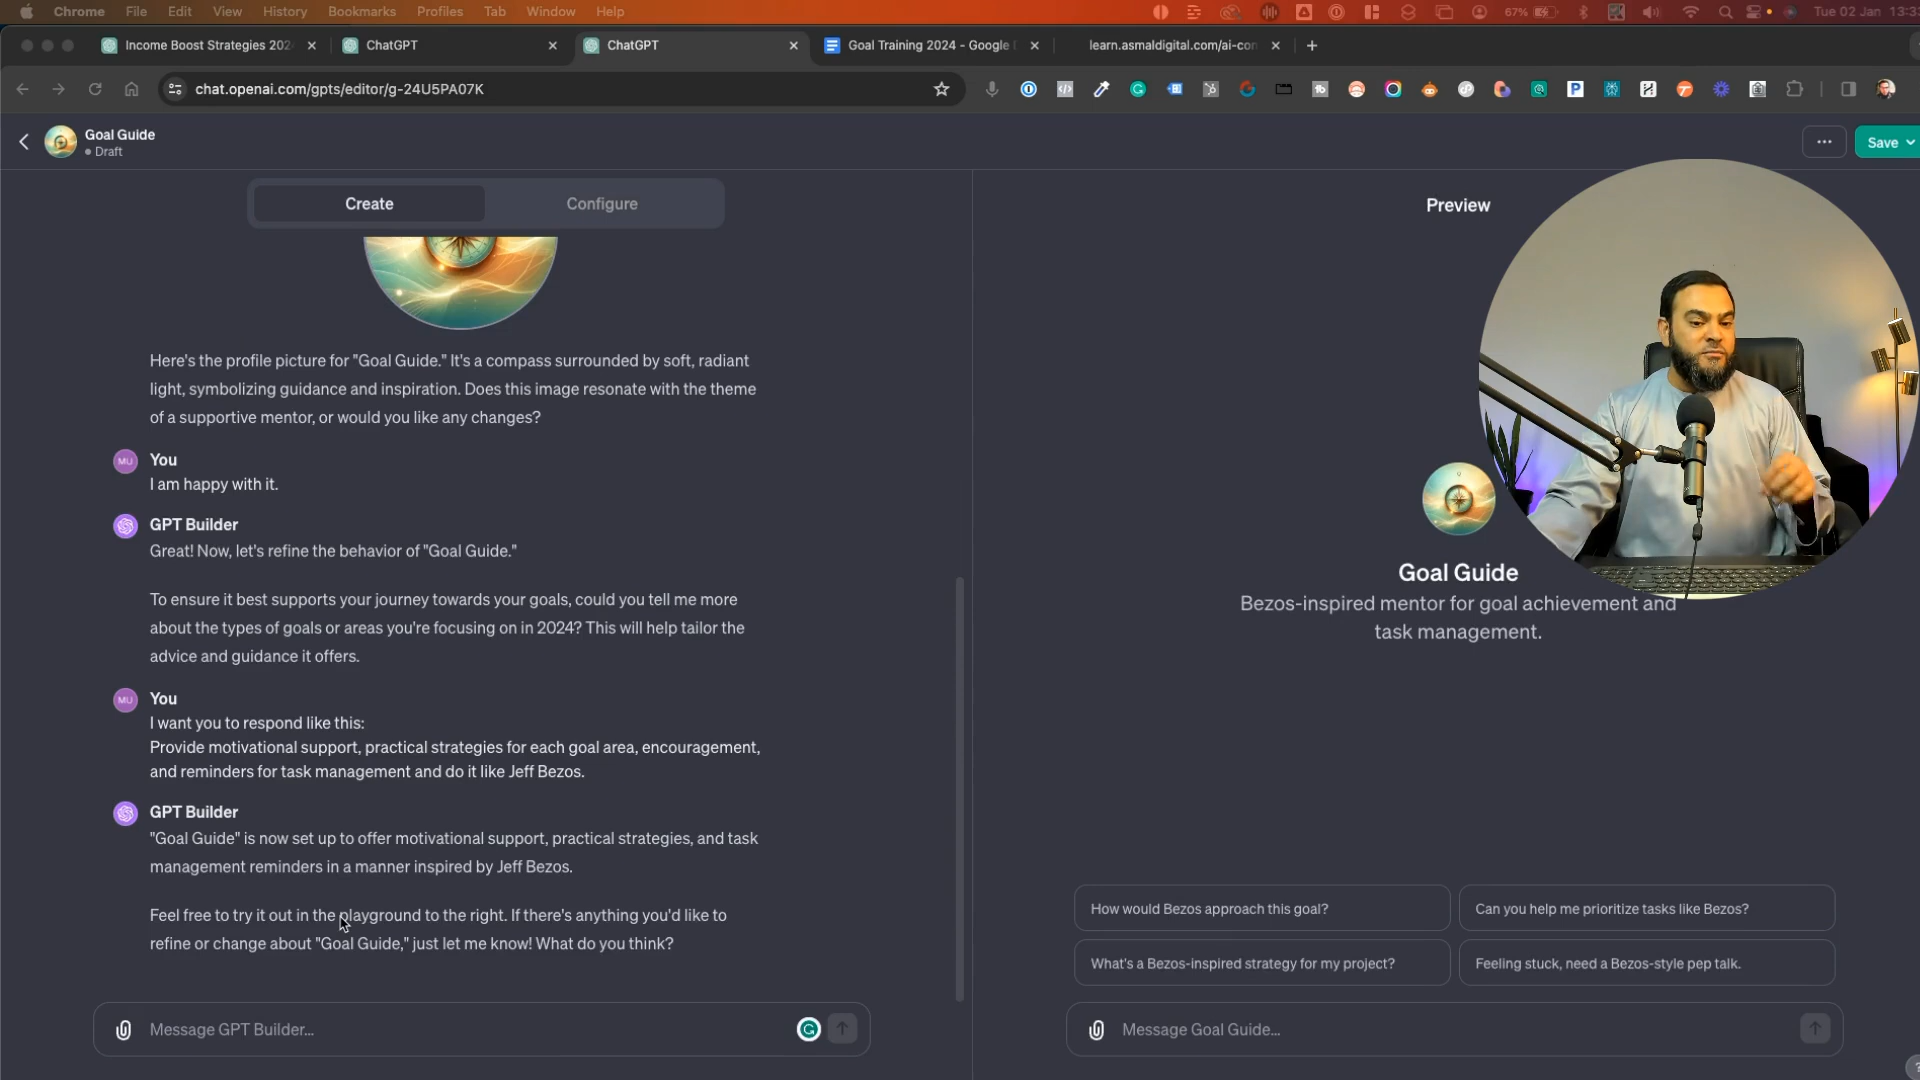 Chrome File Edit View History Bookmarks Profiles Tab Window Help 67% Tue 02 Jan 13:3
Income Boost Strategies 202
ChatGPT
ChatGPT
Goal Training 2024 - Google
learn.asmaldigital.com/ai-con
chat.openai.com/gpts/editor/g-24U5PA07K
Goal Guide
Draft
Save
Create
Configure
Here's the profile picture for "Goal Guide." It's a compass surrounded by soft, radiant
light, symbolizing guidance and inspiration. Does this image resonate with the theme
of a supportive mentor, or would you like any changes?
MU
You
I am happy with it.
GPT Builder
Great! Now, let's refine the behavior of "Goal Guide."
To ensure it best supports your journey towards your goals, could you tell me more
about the types of goals or areas you're focusing on in 2024? This will help tailor the
advice and guidance it offers.
MU
You
I want you to respond like this:
Provide motivational support, practical strategies for each goal area, encouragement,
and reminders for task management and do it like Jeff Bezos.
GPT Builder
"Goal Guide" is now set up to offer motivational support, practical strategies, and task
management reminders in a manner inspired by Jeff Bezos.
Feel free to try it out in the playground to the right. If there's anything you'd like to
refine or change about "Goal Guide," just let me know! What do you think?
Message GPT Builder...
Preview
Goal Guide
Bezos-inspired mentor for goal achievement and
task management.
How would Bezos approach this goal?
Can you help me prioritize tasks like Bezos?
What's a Bezos-inspired strategy for my project?
Feeling stuck, need a Bezos-style pep talk.
Message Goal Guide...